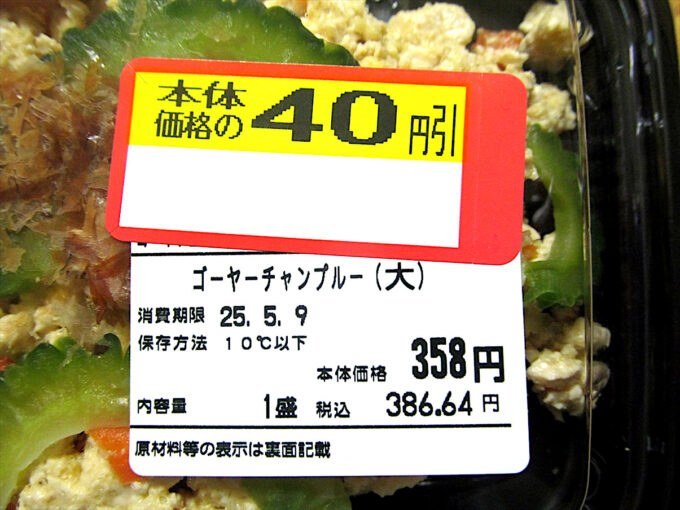 本体
価格の40円引
ゴーヤーチャンプルー(大)
消費期限 25. 5. 9
保存方法 10℃以下
本体価格 358円
内容量 1盛 税込 386.64 円
原材料等の表示は裏面記載